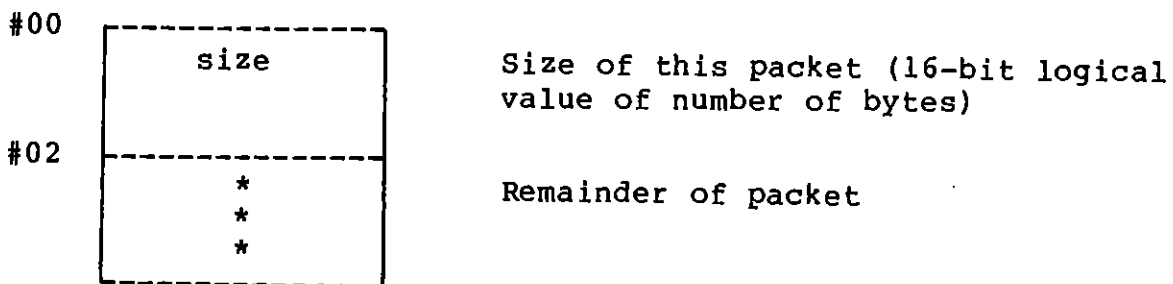 #00
size
Size of this packet (16-bit logical
value of number of bytes)
#02
*
Remainder of packet
*
*